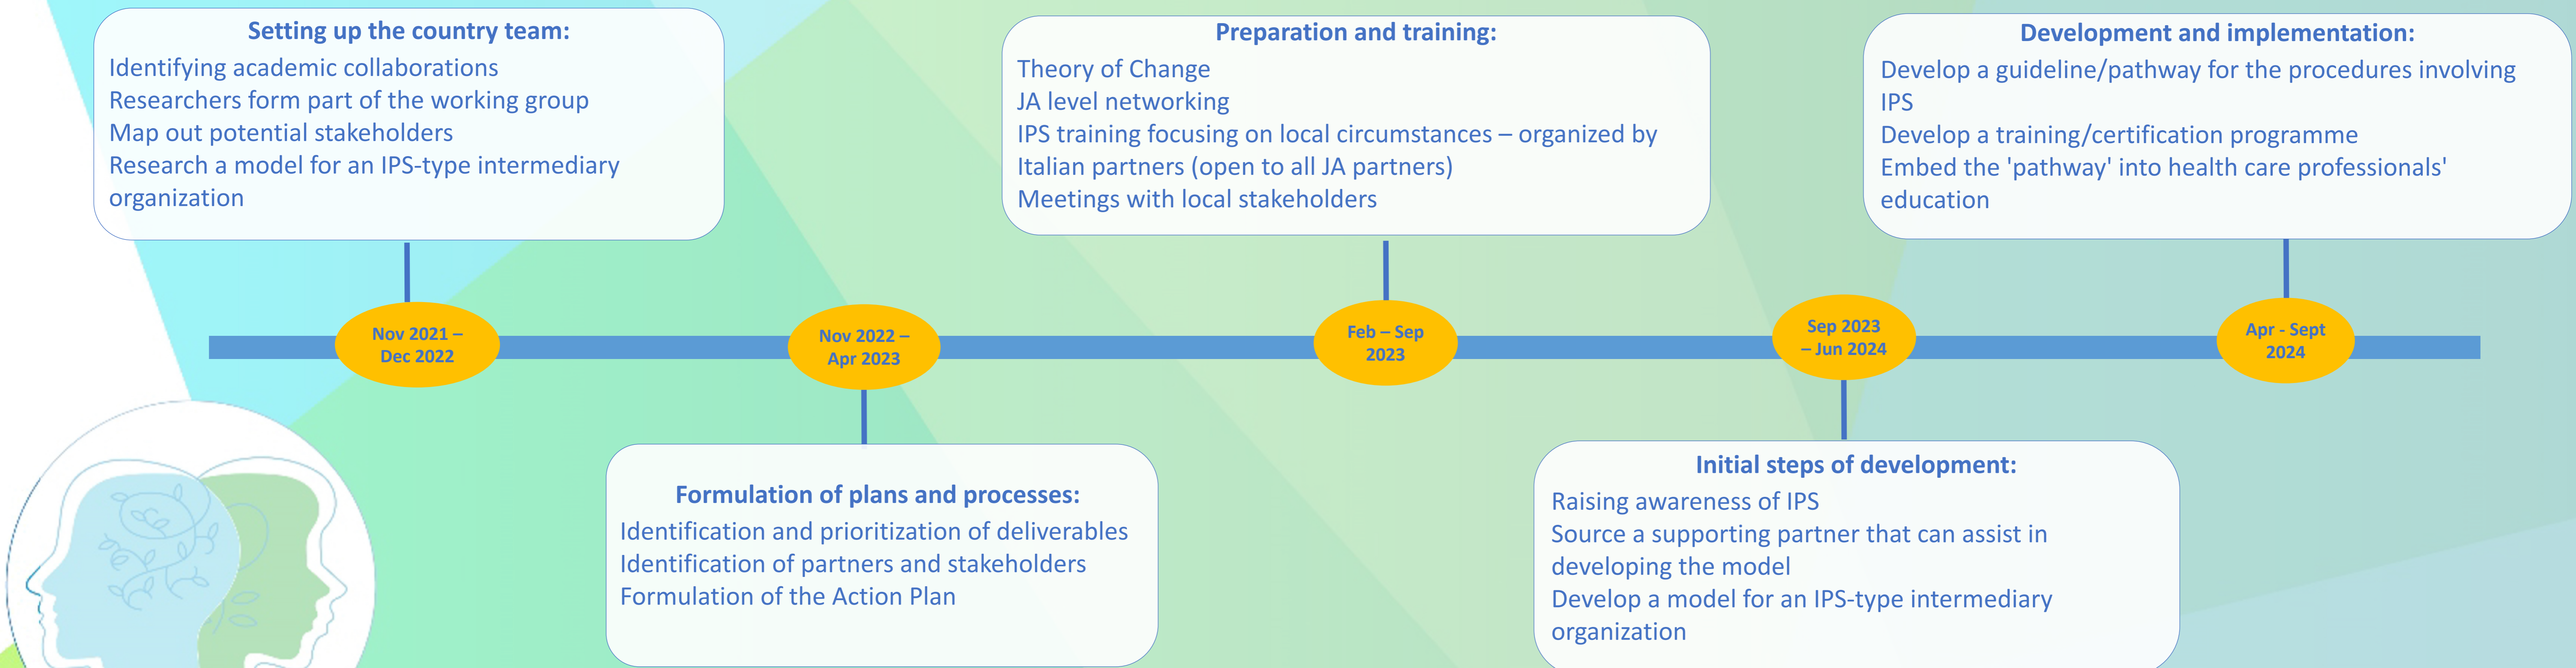 Setting up the country team:
Identifying academic collaborations
Researchers form part of the working group
Map out potential stakeholders
Research a model for an IPS-type intermediary
organization
Preparation and training:
Theory of Change
JA level networking
IPS training focusing on local circumstances – organized by
Italian partners (open to all JA partners)
Meetings with local stakeholders
Development and implementation:
Develop a guideline/pathway for the procedures involving
IPS
Develop a training/certification programme
Embed the 'pathway' into health care professionals'
education
Nov 2021 –
Dec 2022
Nov 2022 –
Apr 2023
Feb – Sep
2023
Sep 2023
– Jun 2024
Apr - Sept
2024
Formulation of plans and processes:
Identification and prioritization of deliverables
Identification of partners and stakeholders
Formulation of the Action Plan
Initial steps of development:
Raising awareness of IPS
Source a supporting partner that can assist in
developing the model
Develop a model for an IPS-type intermediary
organization